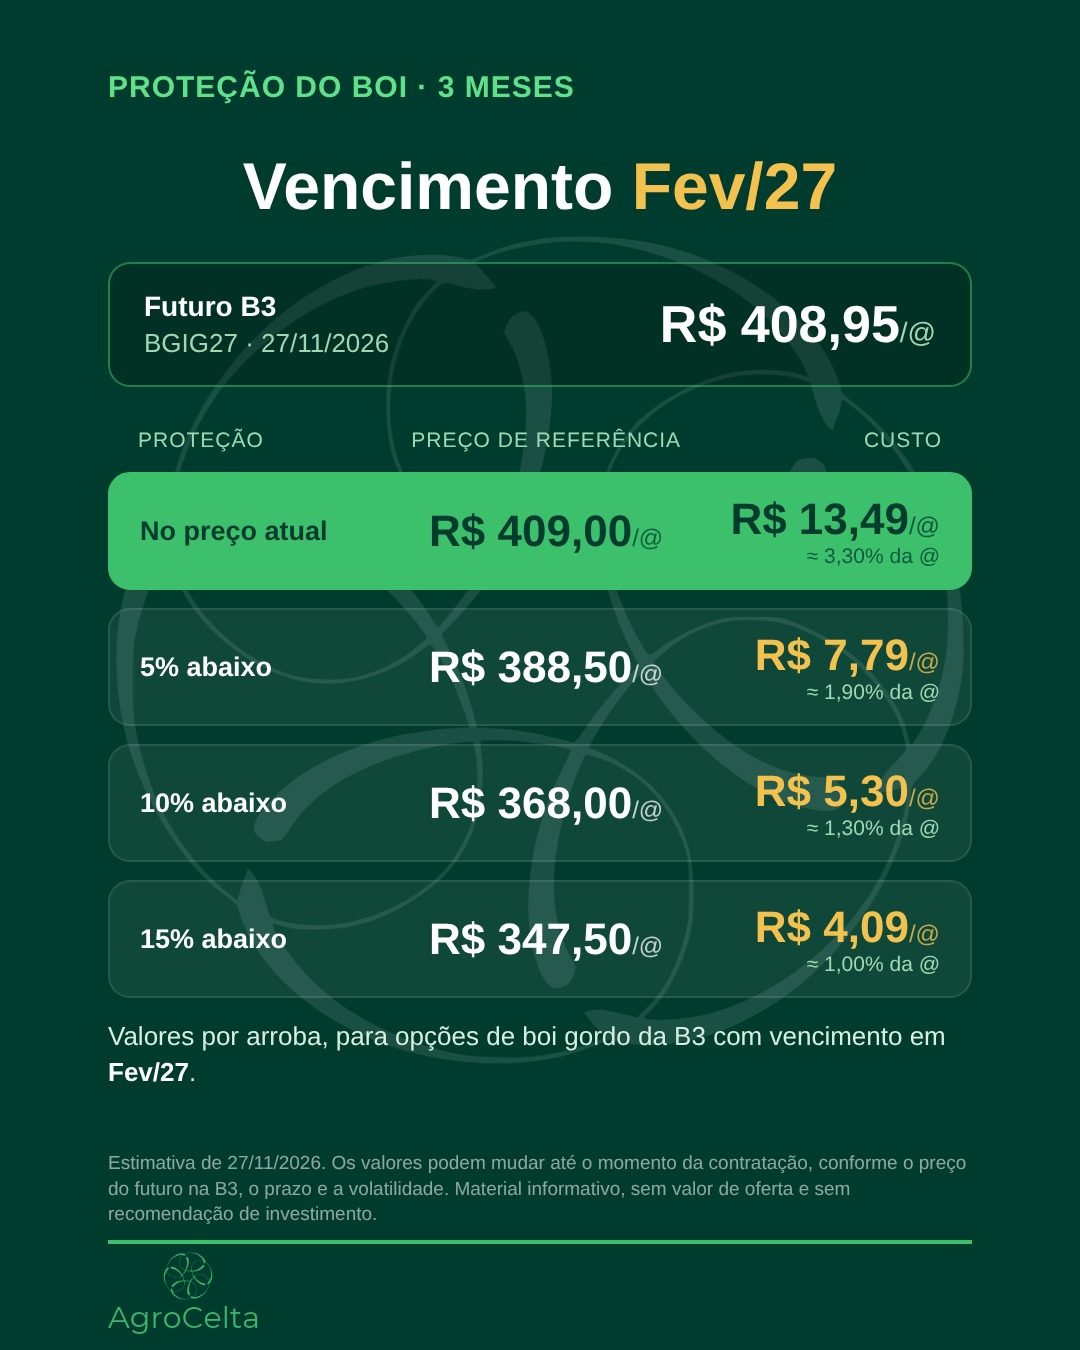 PROTEÇÃO DO BOI · 3 MESES
Vencimento Fev/27
Futuro B3
BGIG27 · 27/11/2026
R$ 408,95/@
PROTEÇÃO PREÇO DE REFERÊNCIA CUSTO
No preço atual R$ 409,00/@ R$ 13,49/@
≈ 3,30% da @
5% abaixo R$ 388,50/@ R$ 7,79/@
≈ 1,90% da @
10% abaixo R$ 368,00/@ R$ 5,30/@
≈ 1,30% da @
15% abaixo R$ 347,50/@ R$ 4,09/@
≈ 1,00% da @
Valores por arroba, para opções de boi gordo da B3 com vencimento em
Fev/27.
Estimativa de 27/11/2026. Os valores podem mudar até o momento da contratação, conforme o preço
do futuro na B3, o prazo e a volatilidade. Material informativo, sem valor de oferta e sem
recomendação de investimento.
AgroCelta